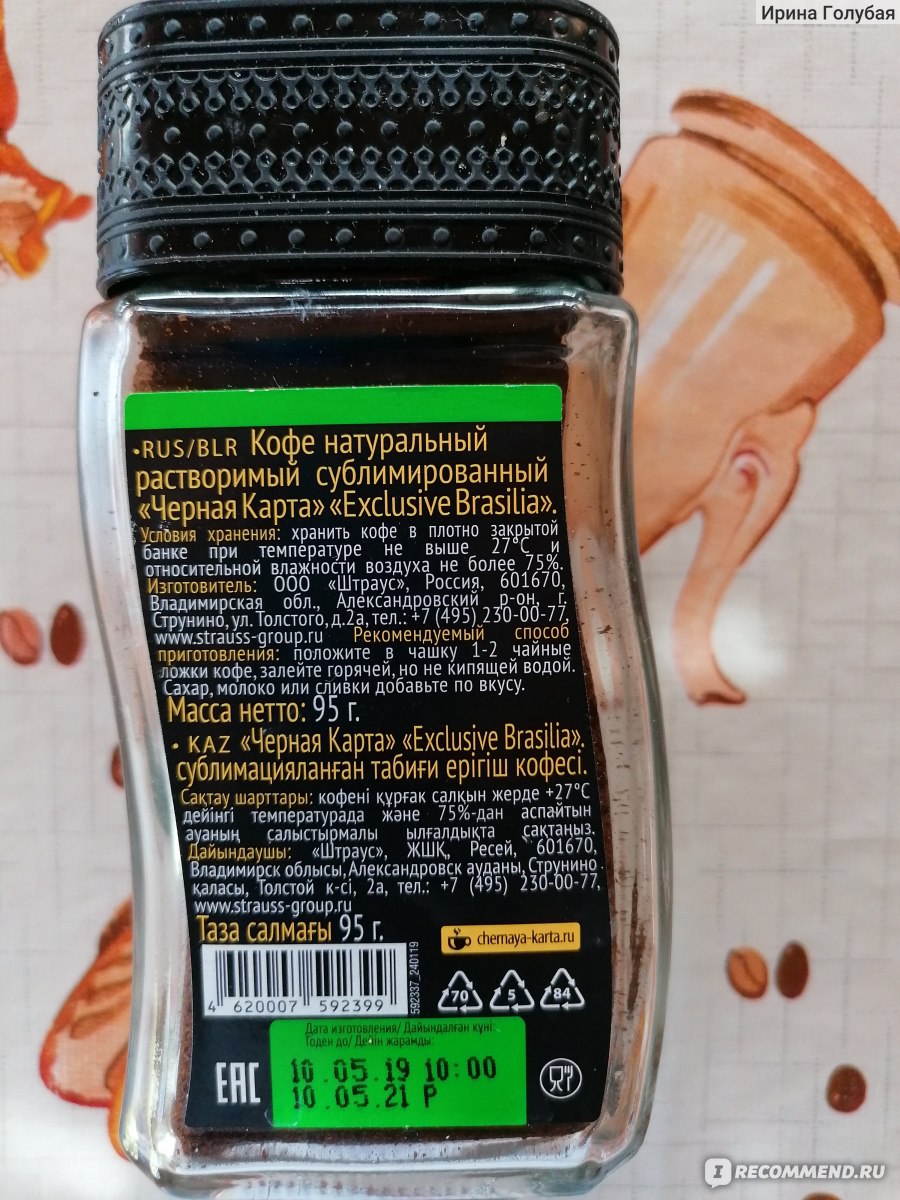 Ирина Голубая
•RUS/BLR Кофе натуральный
растворимый сублимированный
«Черная Карта» «Exclusive Brasilia».
Условия хранения: хранить кофе в плотно закрытой
банке при температуре не выше 27°C и
относительной влажности воздуха не более 75%.
Изготовитель: ООО «Штраус», Россия, 601670,
Владимирская обл., Александровский р-он, г.
Струнино, ул. Толстого, д.2а, тел.: +7 (495) 230-00-77,
www.strauss-group.ru Рекомендуемый способ
приготовления: положите в чашку 1-2 чайные
ложки кофе, залейте горячей, но не кипящей водой.
Сахар, молоко или сливки добавьте по вкусу.
Масса нетто: 95 г.
• KAZ «Черная Карта» «Exclusive Brasilia».
сублимацияланған табиғи ерігіш кофесі.
Сақтау шарттары: кофені құрғақ салқын жерде +27°C
дейінгі температурада және 75%-дан аспайтын
ауаның салыстырмалы ылғалдықта сақтаңыз.
Дайындаушы: «Штраус», ЖШҚ, Ресей, 601670,
Владимирск облысы, Александровск ауданы, Струнино
қаласы, Толстой к-сі, 2а, тел.: +7 (495) 230-00-77,
www.strauss-group.ru
Таза салмағы 95 г.
chernaya-karta.ru
4 620007 592399
592337_240119
70 5 84
Дата изготовления/ Дайындалған күні:
Годен до/ Дейін жарамды:
10.05.19 10:00
10.05.21 P
EAC
IRECOMMEND.RU